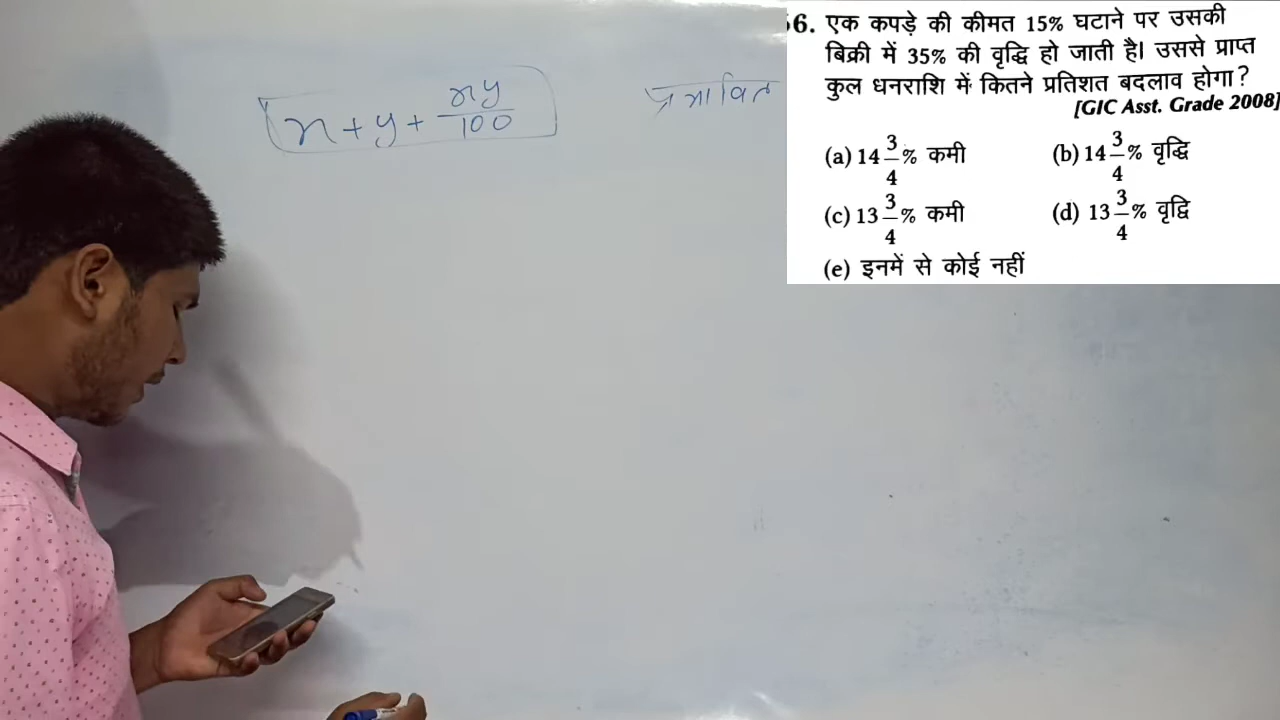 x + y + xy/100
प्रभावित
56. एक कपड़े की कीमत 15% घटाने पर उसकी
बिक्री में 35% की वृद्धि हो जाती है। उससे प्राप्त
कुल धनराशि में कितने प्रतिशत बदलाव होगा?
[GIC Asst. Grade 2008]
(a) 14 3/4 % कमी (b) 14 3/4 % वृद्धि
(c) 13 3/4 % कमी (d) 13 3/4 % वृद्वि
(e) इनमें से कोई नहीं